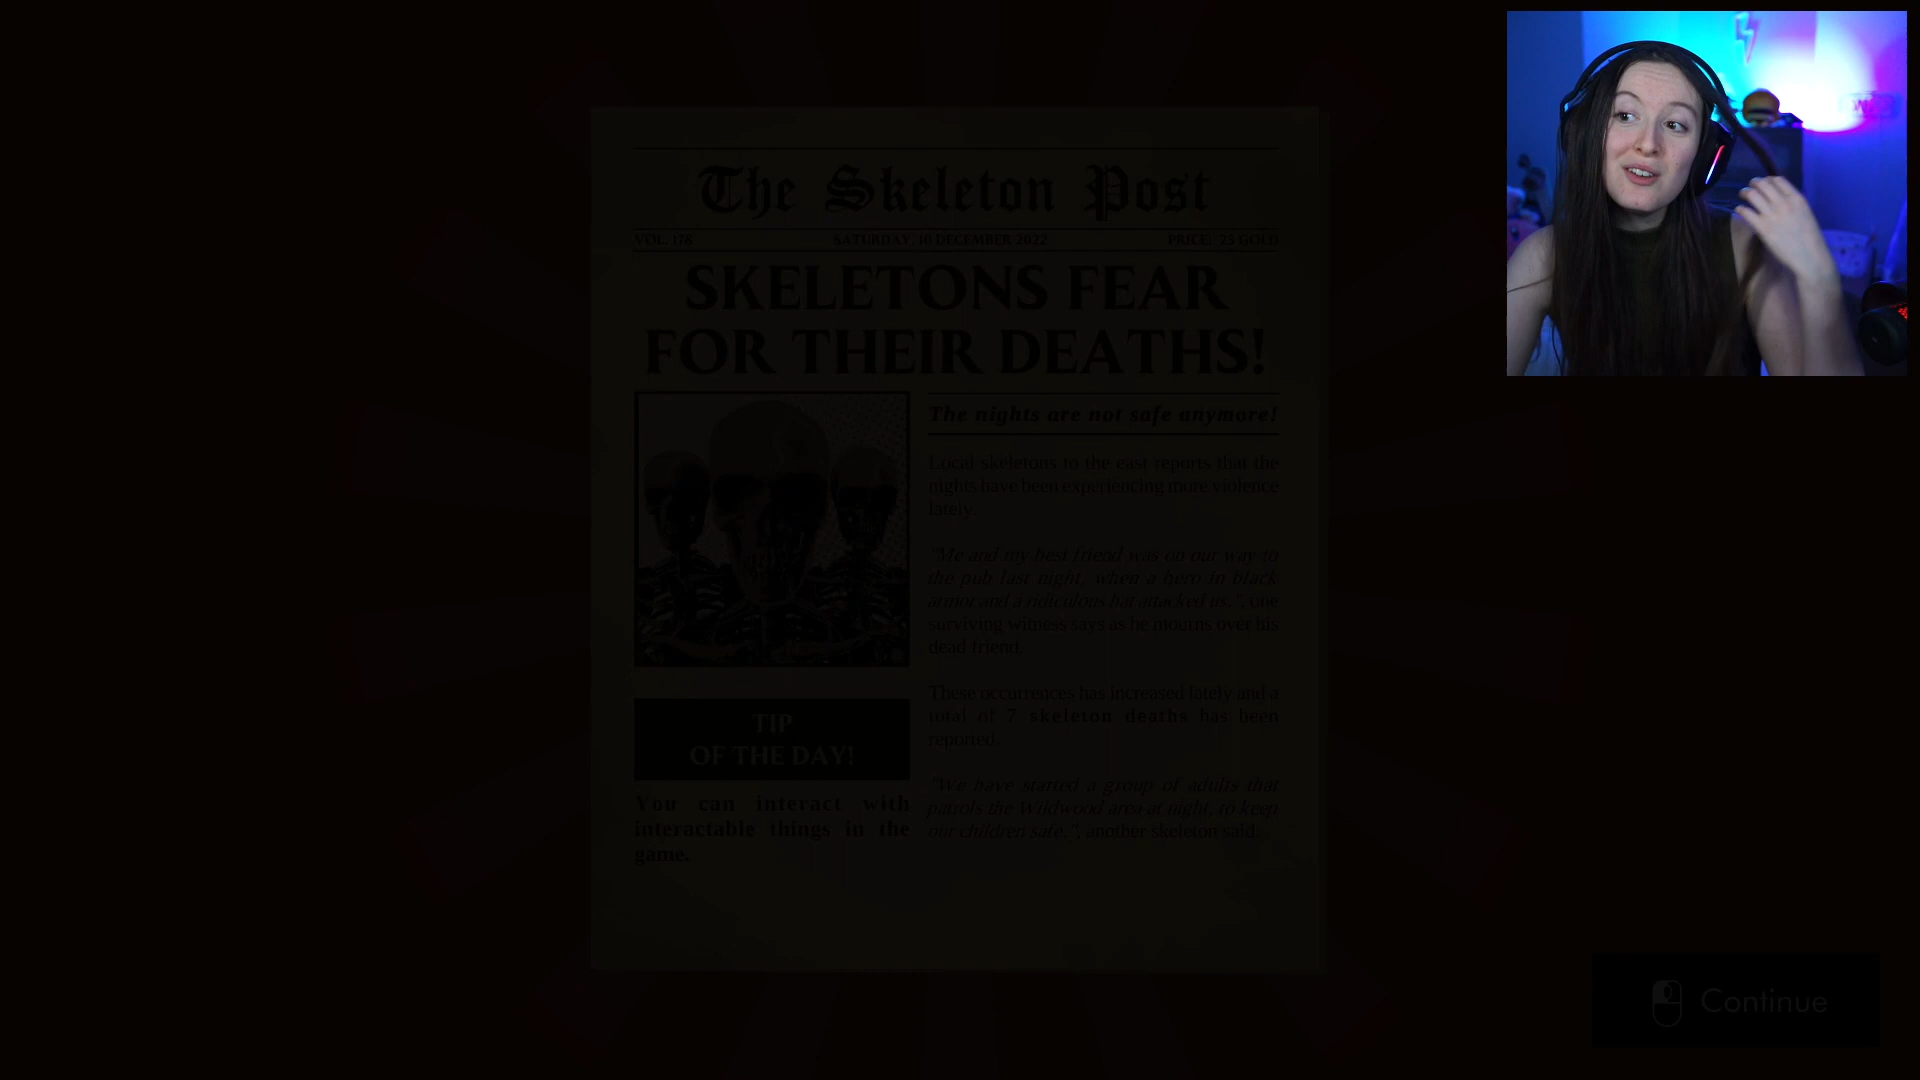 The Skeleton Post
VOL. 178 SATURDAY, 10 DECEMBER 2022 PRICE: 25 GOLD
SKELETONS FEAR
FOR THEIR DEATHS!
The nights are not safe anymore!
Local skeletons to the east reports that the
nights have been experiencing more violence
lately.
"Me and my best friend was on our way to
the pub last night, when a hero in black
armor and a ridiculous hat attacked us.", one
surviving witness says as he mourns over his
dead friend.
These occurrences has increased lately and a
total of 7 skeleton deaths has been
reported.
"We have started a group of adults that
patrols the Wildwood area at night, to keep
our children safe.", another skeleton said.
TIP
OF THE DAY!
You can interact with
interactable things in the
game.
Continue